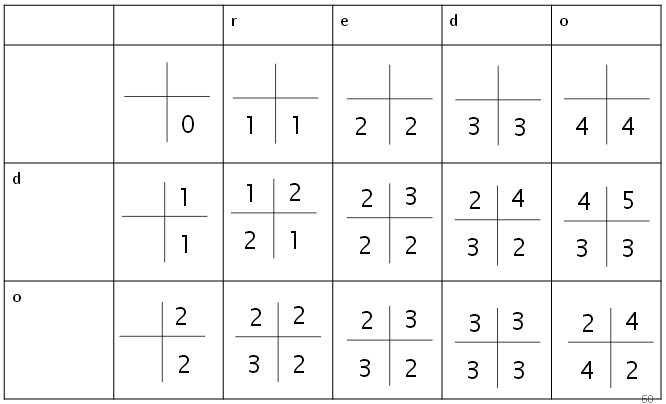 r e d o
0 1 1 2 2 3 3 4 4
d
1 1 2 2 3 2 4 4 5
1 2 1 2 2 3 2 3 3
o
2 2 2 2 3 3 3 2 4
2 3 2 3 2 3 3 4 2
60